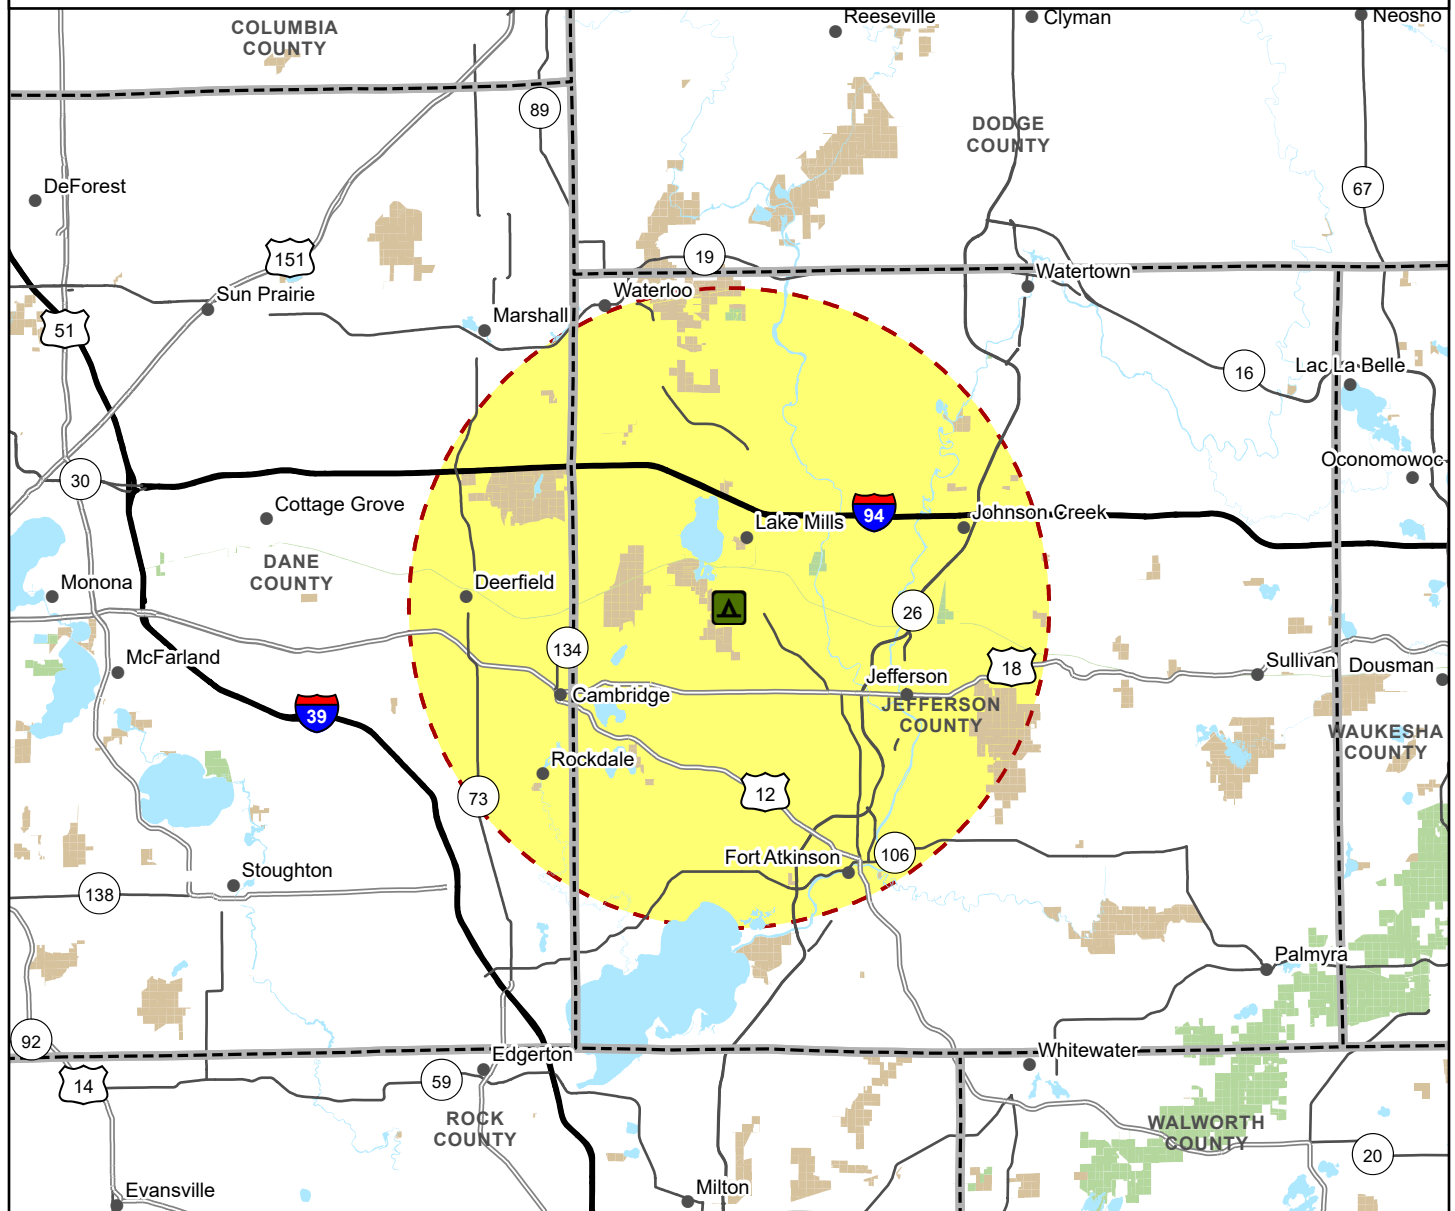 Reeseville
Clyman
Neosho
COLUMBIA
COUNTY
89
DODGE
COUNTY
DeForest
67
151
19
Watertown
Sun Prairie
Waterloo
51
Marshall
16
Lac La Belle
30
Oconomowoc
Cottage Grove
94
Lake Mills
Johnson Creek
DANE
COUNTY
Monona
Deerfield
26
134
McFarland
18
Sullivan
Dousman
Jefferson
Cambridge
JEFFERSON
COUNTY
39
WAUKESHA
COUNTY
Rockdale
73
12
Fort Atkinson
106
Stoughton
138
Palmyra
92
Edgerton
Whitewater
14
59
ROCK
COUNTY
WALWORTH
COUNTY
20
Evansville
Milton